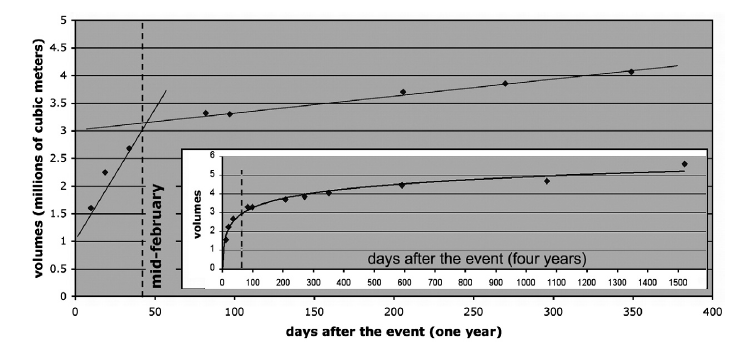 volumes (millions of cubic meters)
5
4.5
4
3.5
3
2.5
2
1.5
1
0.5
0
mid-february
volumes
6
5
4
3
2
1
0
days after the event (four years)
0 100 200 300 400 500 600 700 800 900 1000 1100 1200 1300 1400 1500
0 50 100 150 200 250 300 350 400
days after the event (one year)